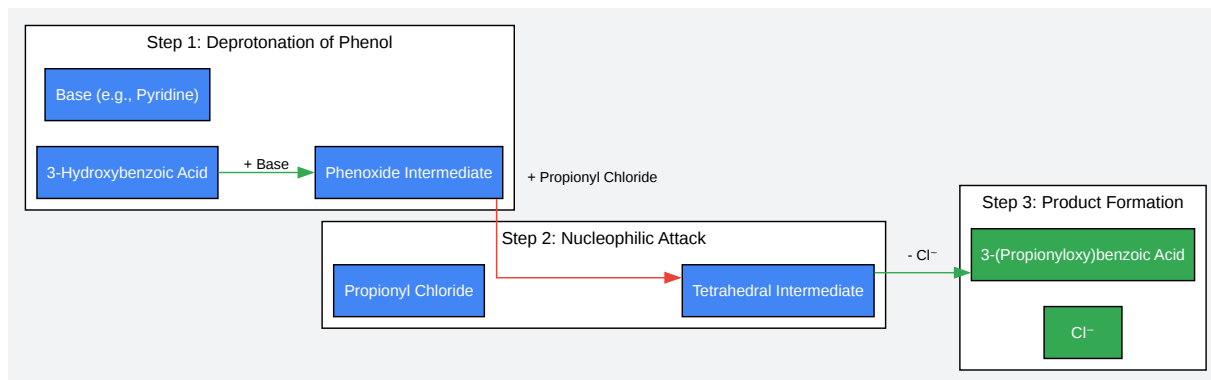 Step 1: Deprotonation of Phenol
Base (e.g., Pyridine)
3-Hydroxybenzoic Acid
+ Base
Phenoxide Intermediate
+ Propionyl Chloride
Step 2: Nucleophilic Attack
Propionyl Chloride
Tetrahedral Intermediate
- Cl⁻
Step 3: Product Formation
3-(Propionyloxy)benzoic Acid
Cl⁻